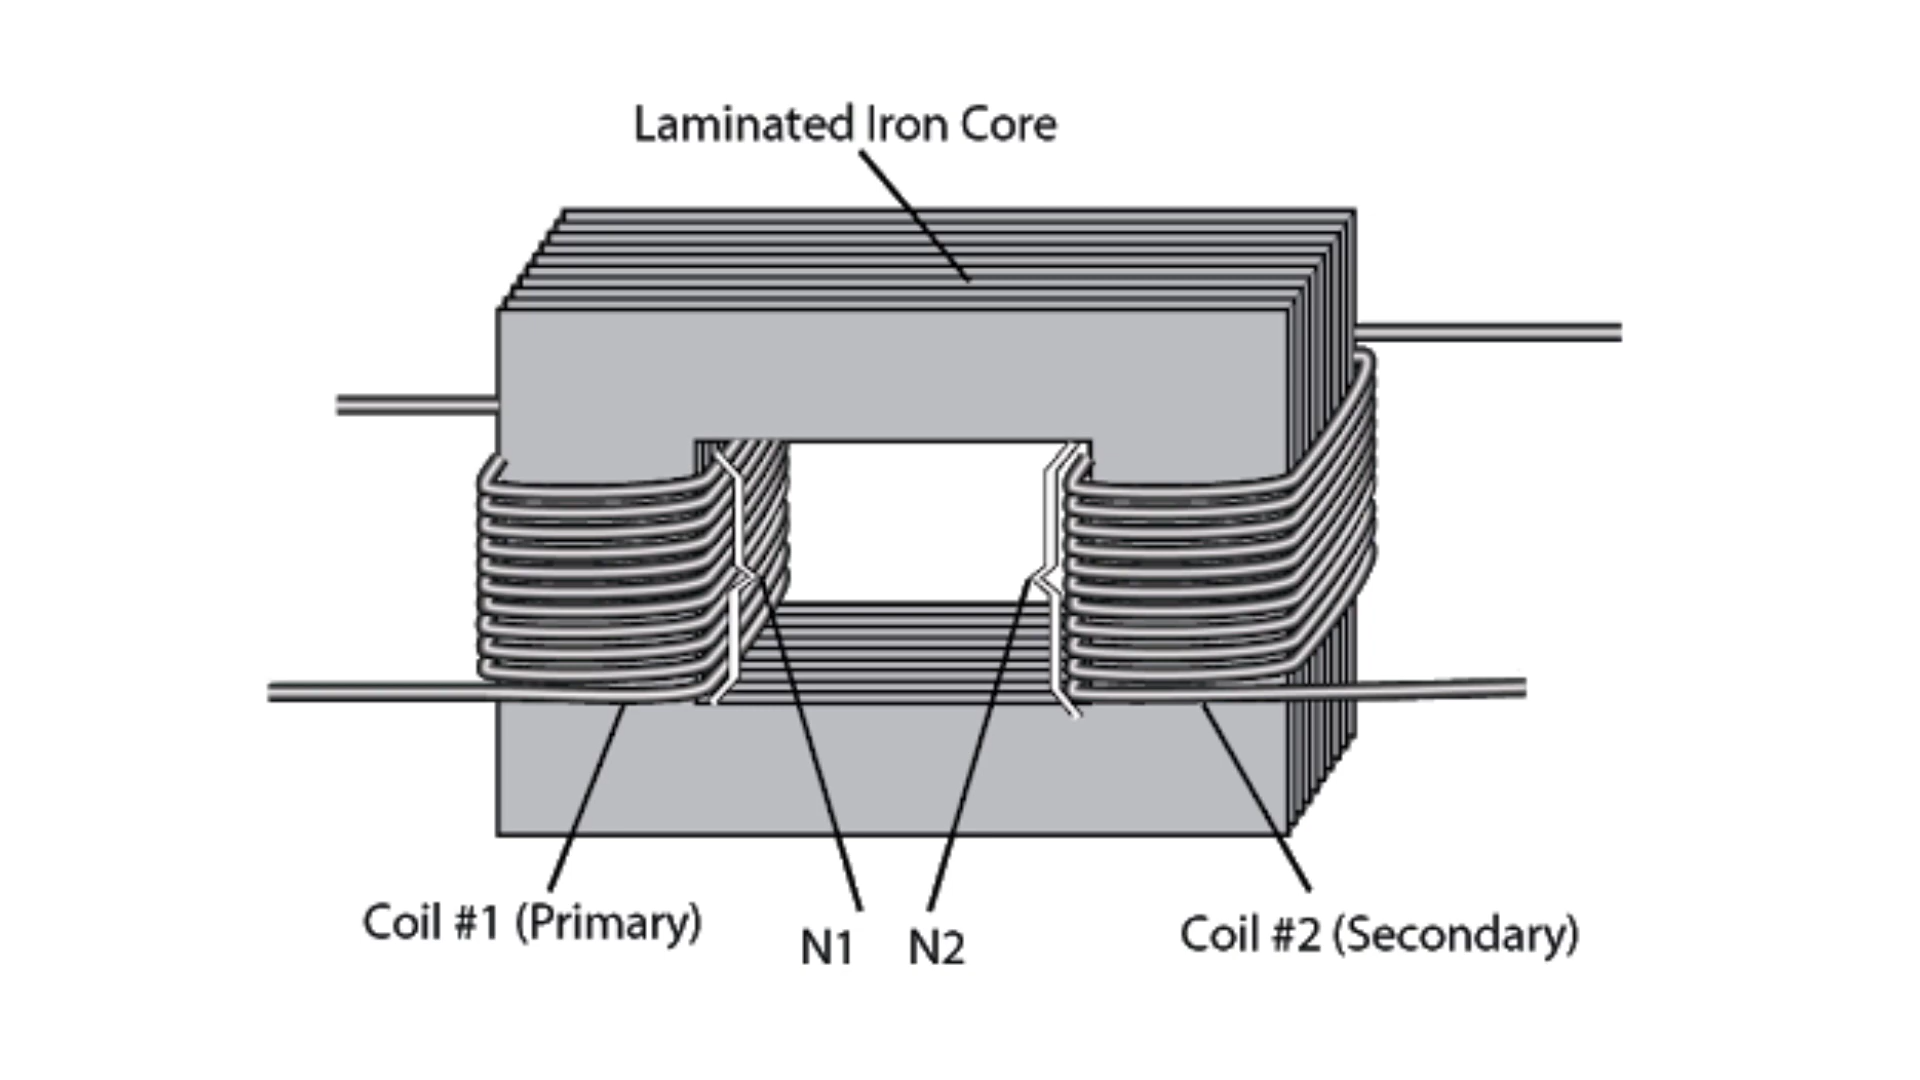 Laminated Iron Core
Coil #1 (Primary)
N1
N2
Coil #2 (Secondary)